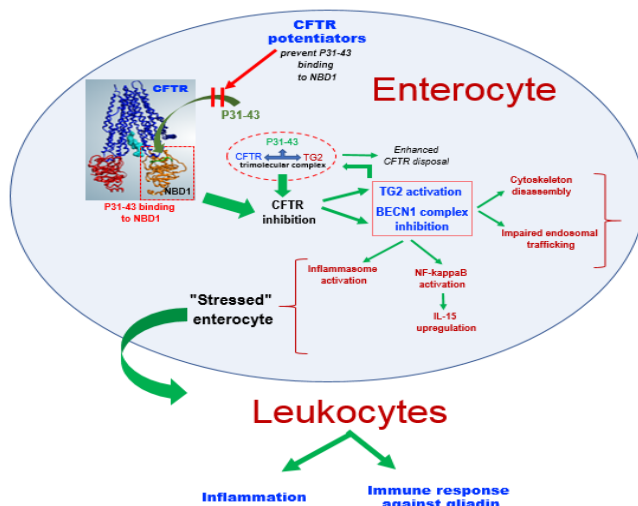 CFTR
potentiators
prevent P31-43
binding
to NBD1
Enterocyte
CFTR
P31-43
NBD1
P31-43 binding
to NBD1
P31-43
CFTR
TG2
trimolecular complex
Enhanced
CFTR disposal
CFTR
inhibition
TG2 activation
BECN1 complex
inhibition
Cytoskeleton
disassembly
Impaired endosomal
trafficking
Inflammasome
activation
NF-kappaB
activation
IL-15
upregulation
"Stressed"
enterocyte
Leukocytes
Inflammation
Immune response
against gliadin